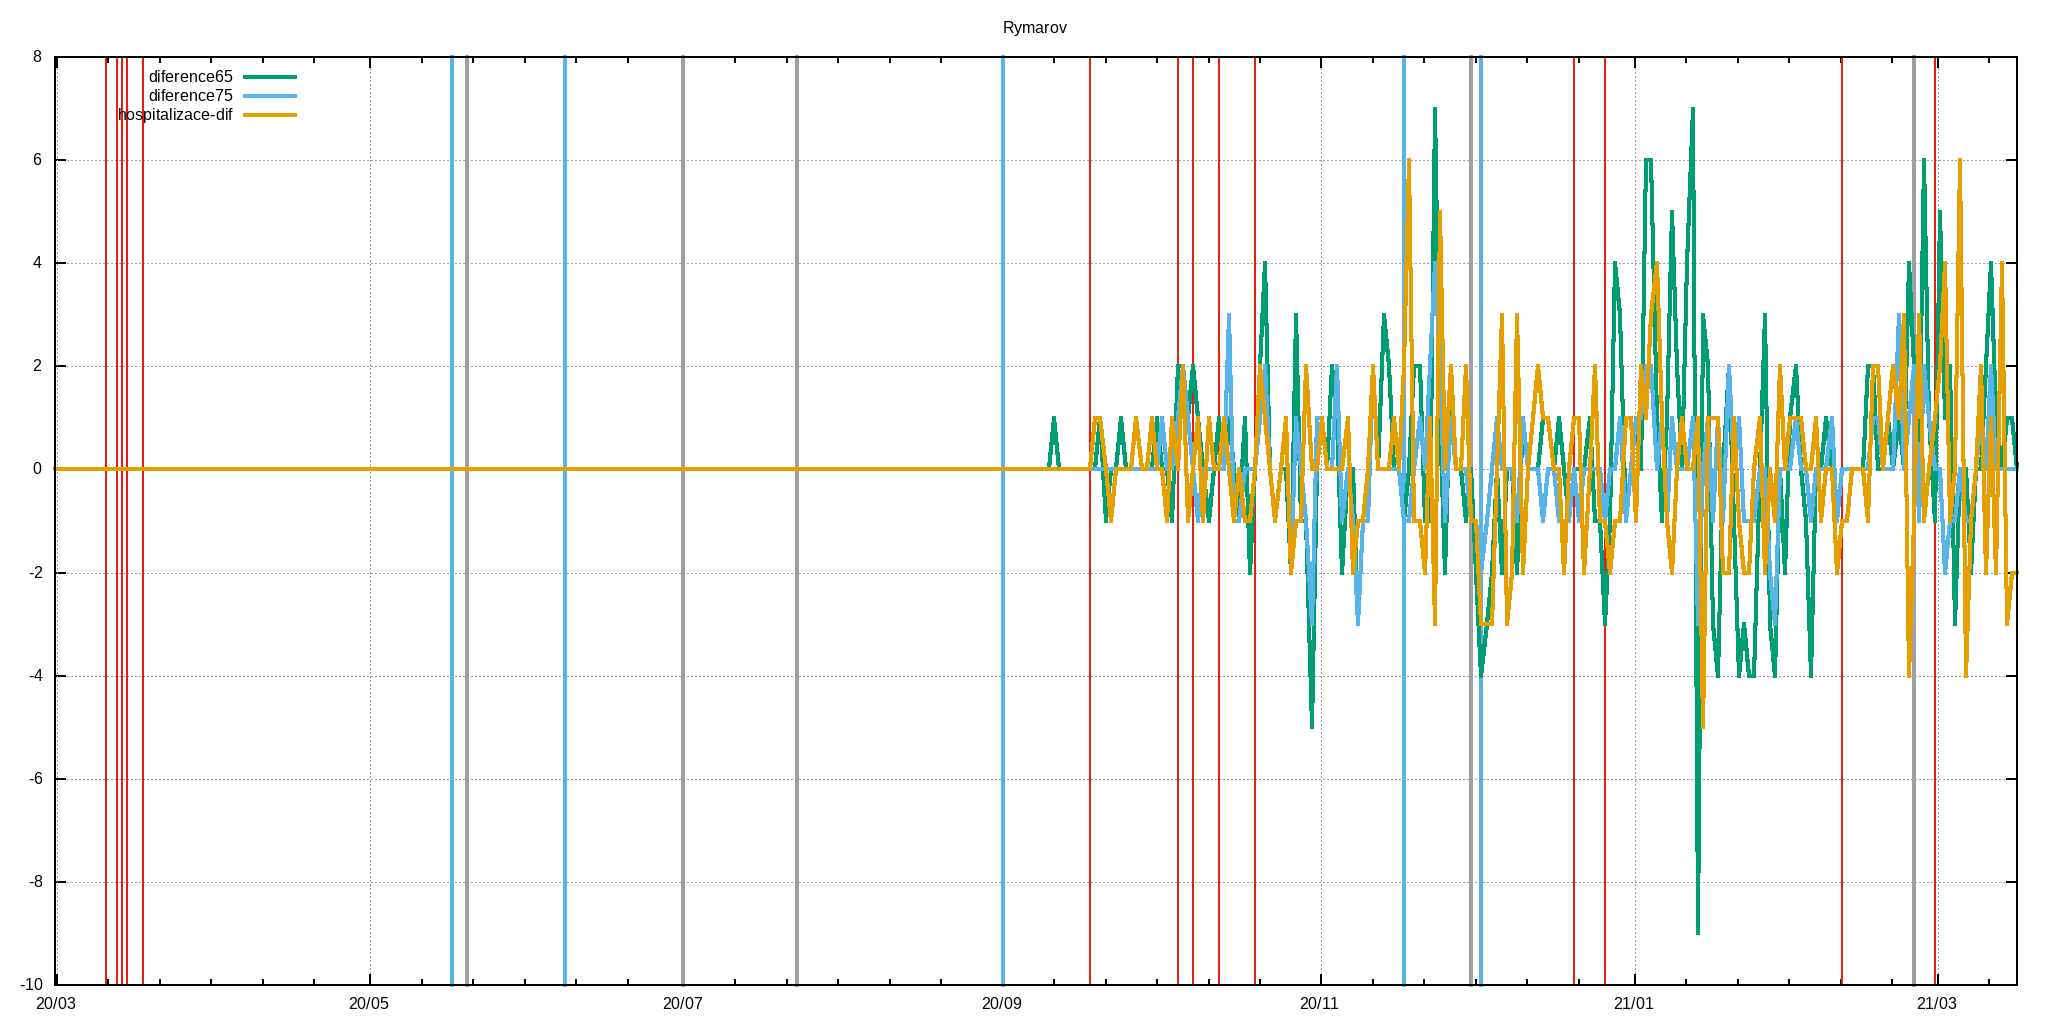 Rymarov
8
diference65
diference75
hospitalizace-dif
6
4
2
0
-2
-4
-6
-8
-10
20/03 20/05 20/07 20/09 20/11 21/01 21/03